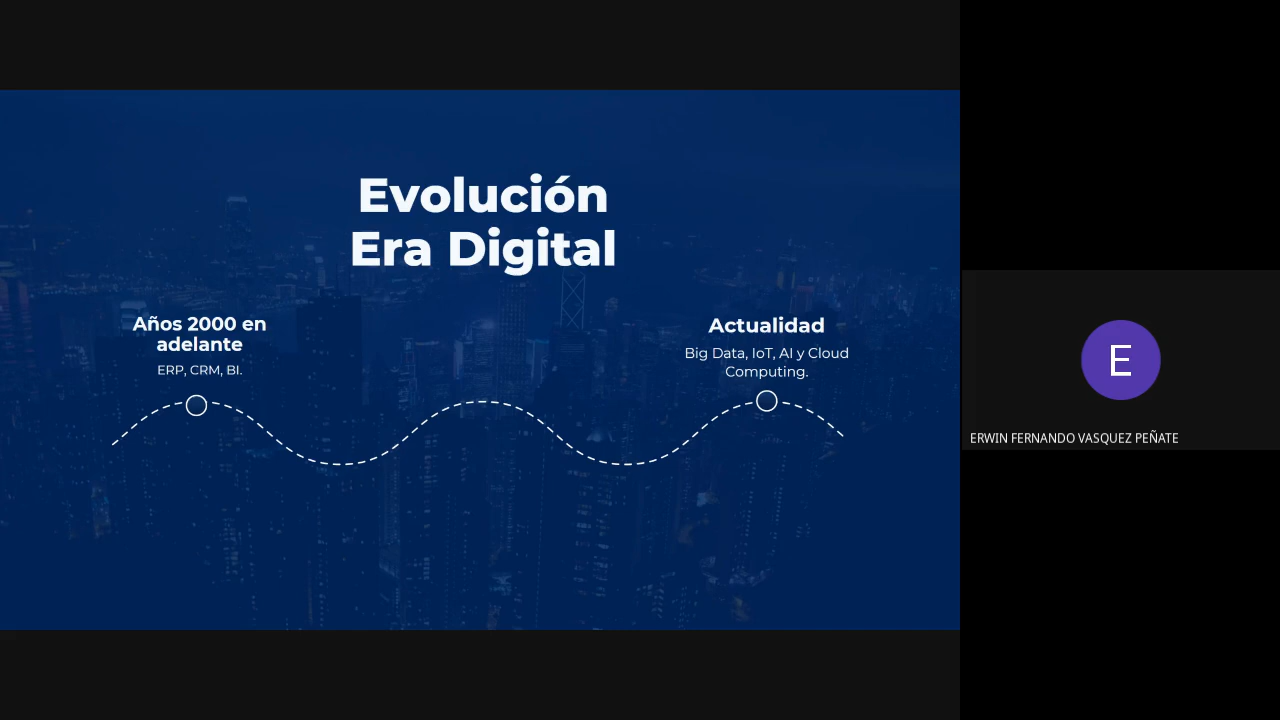 Evolución
Era Digital
Años 2000 en
adelante
ERP, CRM, BI.
Actualidad
Big Data, IoT, AI y Cloud
Computing.
E
ERWIN FERNANDO VASQUEZ PEÑATE